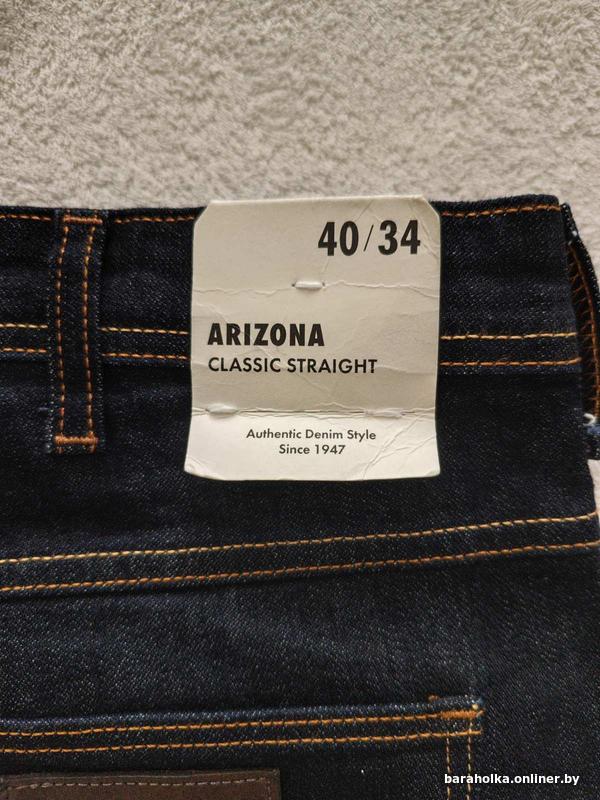 40/34
ARIZONA
CLASSIC STRAIGHT
Authentic Denim Style
Since 1947
baraholka.onliner.by